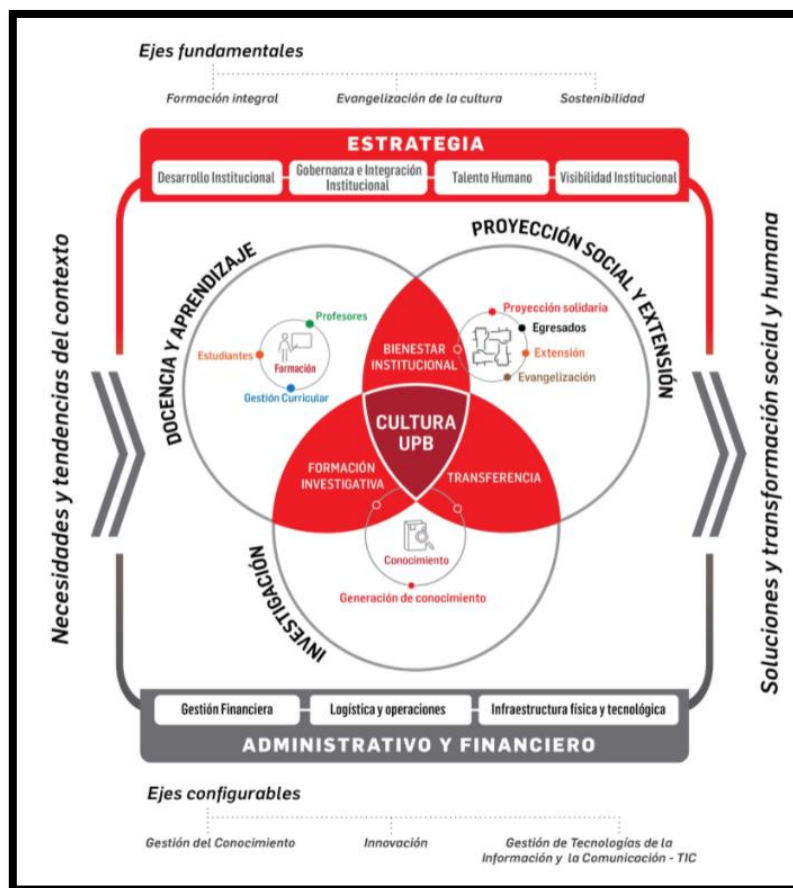 Ejes fundamentales
Formación integral
Evangelización de la cultura
Sostenibilidad
ESTRATEGIA
Desarrollo Institucional
Gobernanza e Integración
Institucional
Talento Humano
Visibilidad Institucional
Necesidades y tendencias del contexto
DOCENCIA Y APRENDIZAJE
PROYECCIÓN SOCIAL Y EXTENSIÓN
Soluciones y transformación social y humana
Profesores
Estudiantes
Formación
Gestión Curricular
BIENESTAR
INSTITUCIONAL
Proyección solidaria
Egresados
Extensión
Evangelización
CULTURA
UPB
FORMACIÓN
INVESTIGATIVA
TRANSFERENCIA
Conocimiento
Generación de conocimiento
INVESTIGACIÓN
Gestión Financiera
Logística y operaciones
Infraestructura física y tecnológica
ADMINISTRATIVO Y FINANCIERO
Ejes configurables
Gestión del Conocimiento
Innovación
Gestión de Tecnologías de la
Información y la Comunicación - TIC